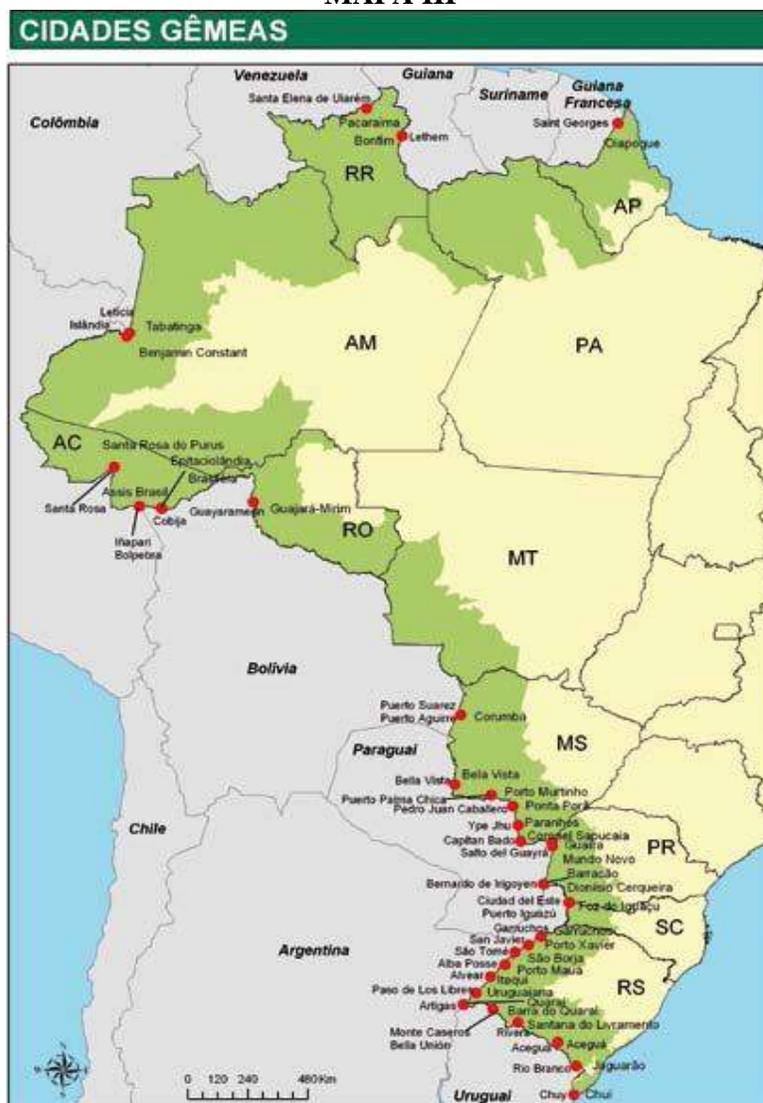 MAPA III
CIDADES GÊMEAS
Venezuela
Guiana
Suriname
Guiana
Francesa
Colômbia
Santa Elena de Uiarém
Pacaraima
Bonfim
Lethem
Saint Georges
Oiapogue
RR
AP
Letícia
Islândia
Tabatinga
Benjamin Constant
AM
PA
AC
Santa Rosa do Purus
Epitaciolândia
Brasiléia
Assis Brasil
Santa Rosa
Cobija
Iñapari
Bolpebra
Guayaramerín
Guajará-Mirim
RO
MT
Bolívia
Puerto Suarez
Puerto Aguirre
Corumbá
MS
Paraguai
Bella Vista
Bela Vista
Puerto Palma Chica
Porto Murtinho
Pedro Juan Caballero
Ponta Porã
Chile
Ype Jhu
Paranhos
Capitan Bado
Coronel Sapucaia
Salto del Guayrá
Guaíra
Mundo Novo
PR
Barracão
Bernardo de Irigoyen
Dionísio Cerqueira
Ciudad del Este
Puerto Iguazú
Foz do Iguaçu
Garruchos
Garruchos
SC
San Javier
Porto Xavier
São Tomé
São Borja
Alba Posse
Porto Mauá
Alvear
Itaqui
Argentina
RS
Paso de Los Libres
Uruguaiana
Artigas
Quaraí
Barra do Quaraí
Monte Caseros
Bella Unión
Rivera
Santana do Livramento
Aceguá
Aceguá
Rio Branco
Jaguarão
Chuy
Chuí
Uruguai
0 120 240 480 Km